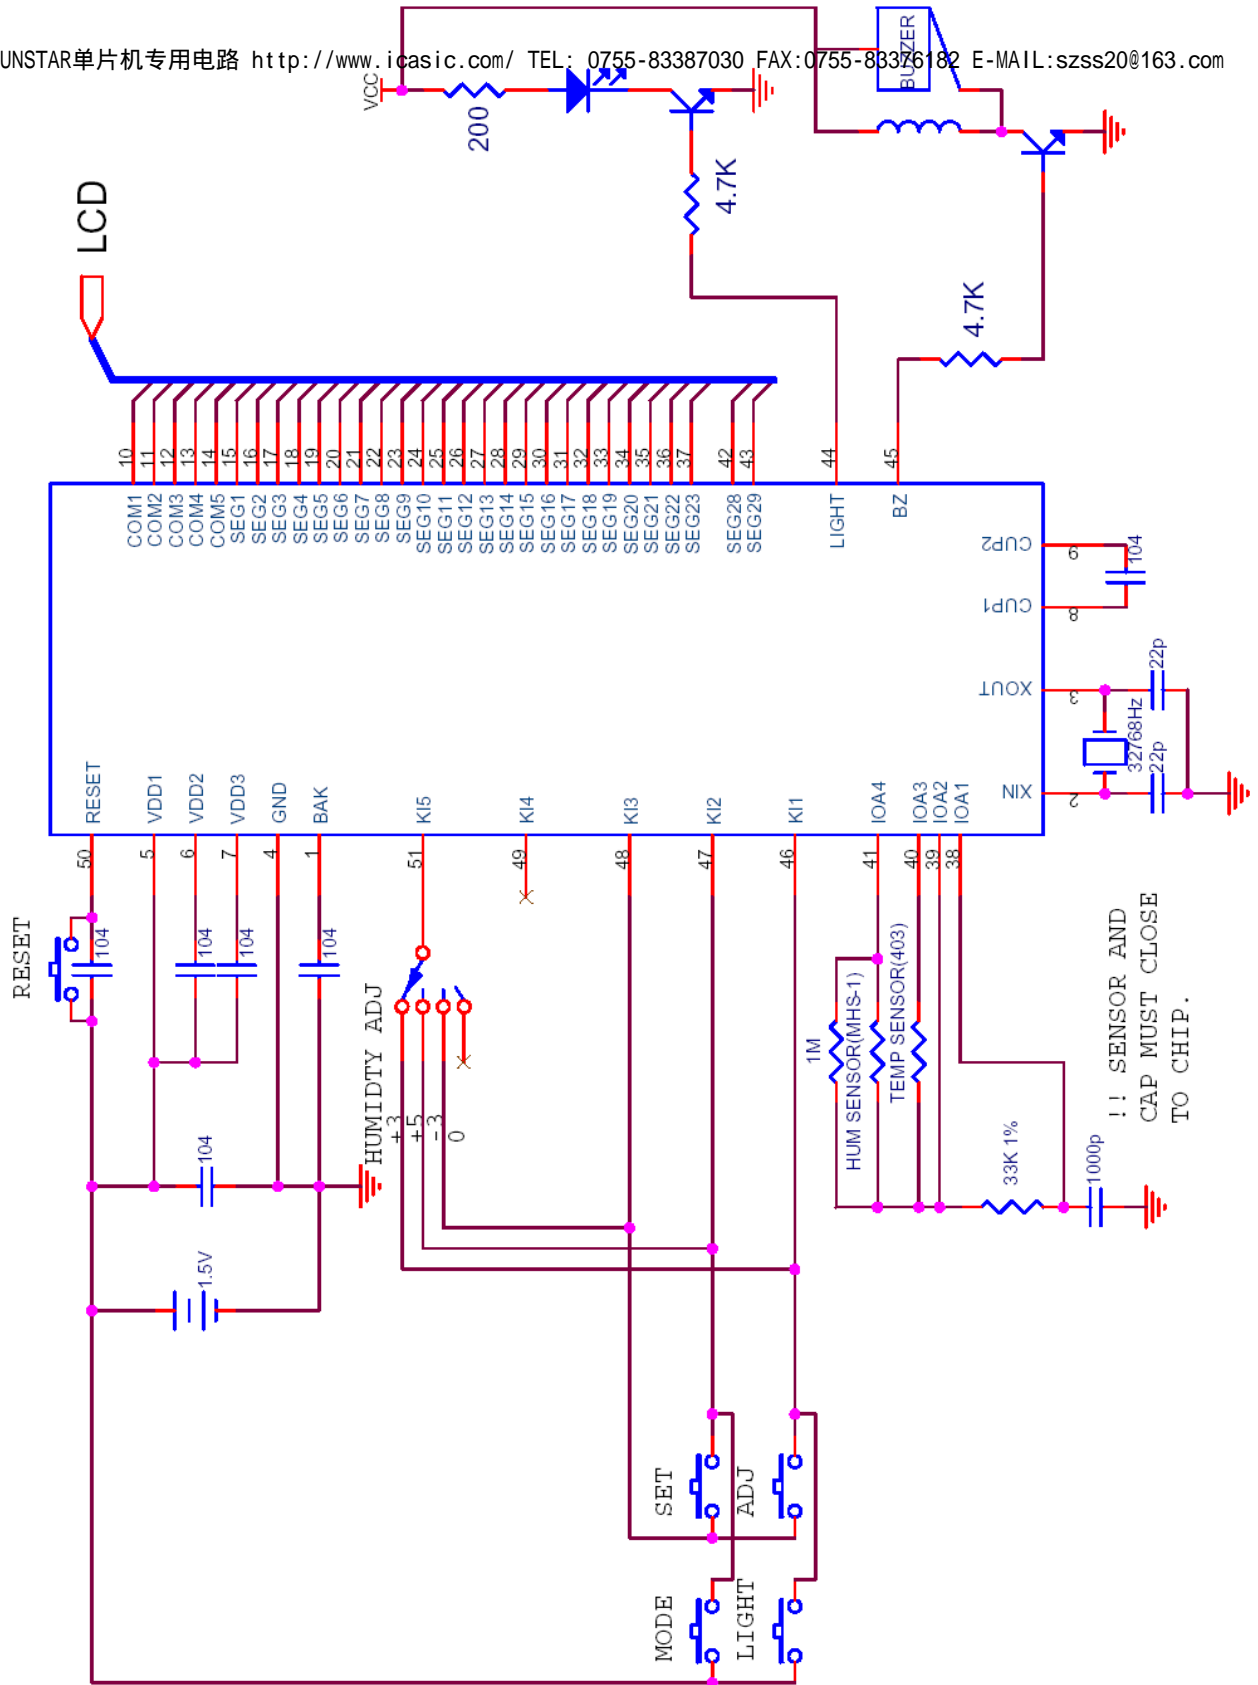 UNSTAR单片机专用电路 http://www.icasic.com/ TEL: 0755-83387030 FAX:0755-83376182 E-MAIL:szss20@163.com
BUZZER
VCC
200
4.7K
LCD
4.7K
10 11 12 13 14 15 16 17 18 19 20 21 22 23 24 25 26 27 28 29 30 31 32 33 34 35 36 37 42 43 44 45
COM1
COM2
COM3
COM4
COM5
SEG1
SEG2
SEG3
SEG4
SEG5
SEG6
SEG7
SEG8
SEG9
SEG10
SEG11
SEG12
SEG13
SEG14
SEG15
SEG16
SEG17
SEG18
SEG19
SEG20
SEG21
SEG22
SEG23
SEG28
SEG29
LIGHT
BZ
CUP2
9
104
CUP1
8
XOUT
3
22p
32768Hz
22p
XIN
2
RESET
VDD1
VDD2
VDD3
GND
BAK
KI5
KI4
KI3
KI2
KI1
IOA4
IOA3
IOA2
IOA1
50 5 6 7 4 1 51 49 48 47 46 41 40 39 38
RESET
104
104
104
104
HUMIDTY ADJ
+3
+5
-3
0
1M
HUM SENSOR(MHS-1)
TEMP SENSOR(403)
!! SENSOR AND
CAP MUST CLOSE
TO CHIP.
104
33K 1%
1000p
1.5V
SET
ADJ
MODE
LIGHT